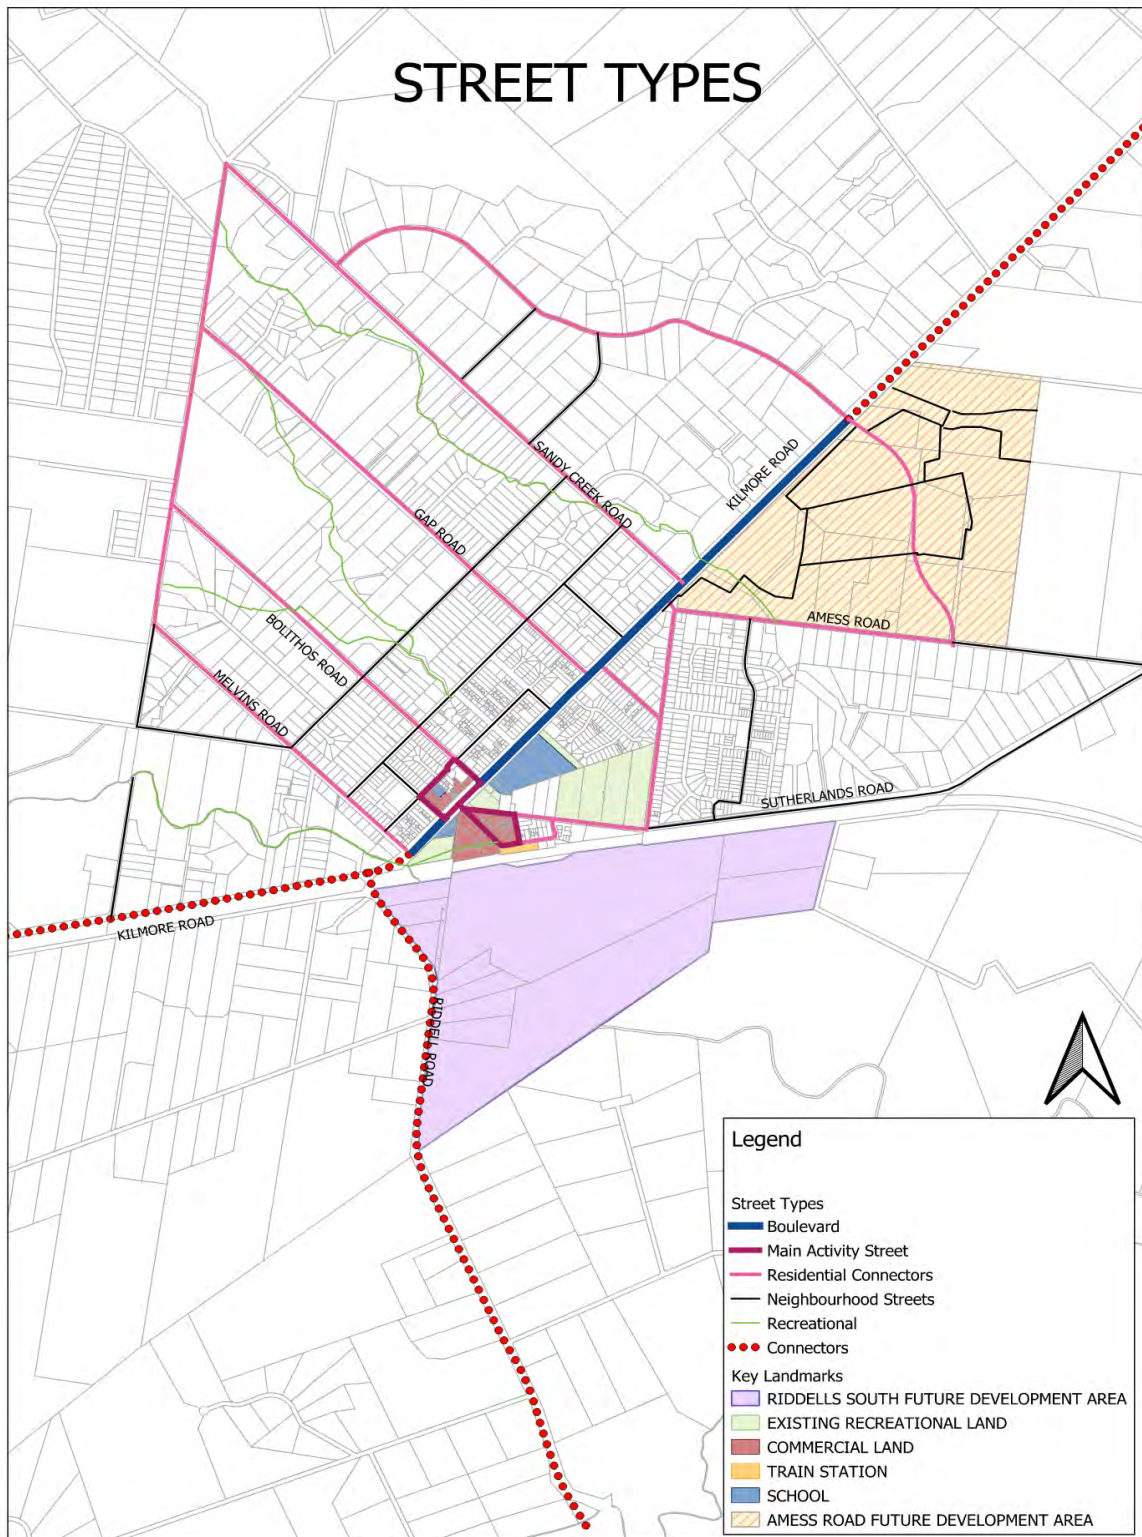 STREET TYPES
KILMORE ROAD
SANDY CREEK ROAD
GAP ROAD
AMESS ROAD
BOLITHOS ROAD
MELVINS ROAD
SUTHERLANDS ROAD
KILMORE ROAD
RIDDELL ROAD
Legend
Street Types
Boulevard
Main Activity Street
Residential Connectors
Neighbourhood Streets
Recreational
Connectors
Key Landmarks
RIDDELLS SOUTH FUTURE DEVELOPMENT AREA
EXISTING RECREATIONAL LAND
COMMERCIAL LAND
TRAIN STATION
SCHOOL
AMESS ROAD FUTURE DEVELOPMENT AREA